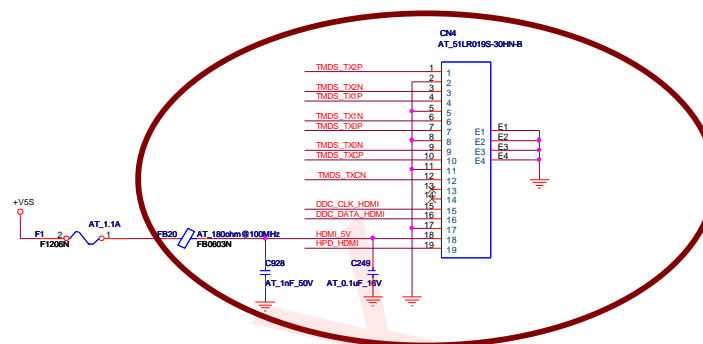 CN4
AT_51LR019S-30HN-B
TMDS_TX2P 1 1
2 2
TMDS_TX2N 3 3
TMDS_TX1P 4 4
5 5
TMDS_TX1N 6 6
TMDS_TX0P 7 7 E1 E1
8 8 E2 E2
TMDS_TX0N 9 9 E3 E3
TMDS_TXCP 10 10 E4 E4
11 11
TMDS_TXCN 12 12
13 13
14 14
DDC_CLK_HDMI 15 15
DDC_DATA_HDMI 16 16
17 17
HDMI_5V 18 18
HPD_HDMI 19 19
+V5S
AT_1.1A
F1 2 1
F1206N
FB20 AT_180ohm@100MHz
FB0603N
C928
AT_1nF_50V
C249
AT_0.1uF_16V